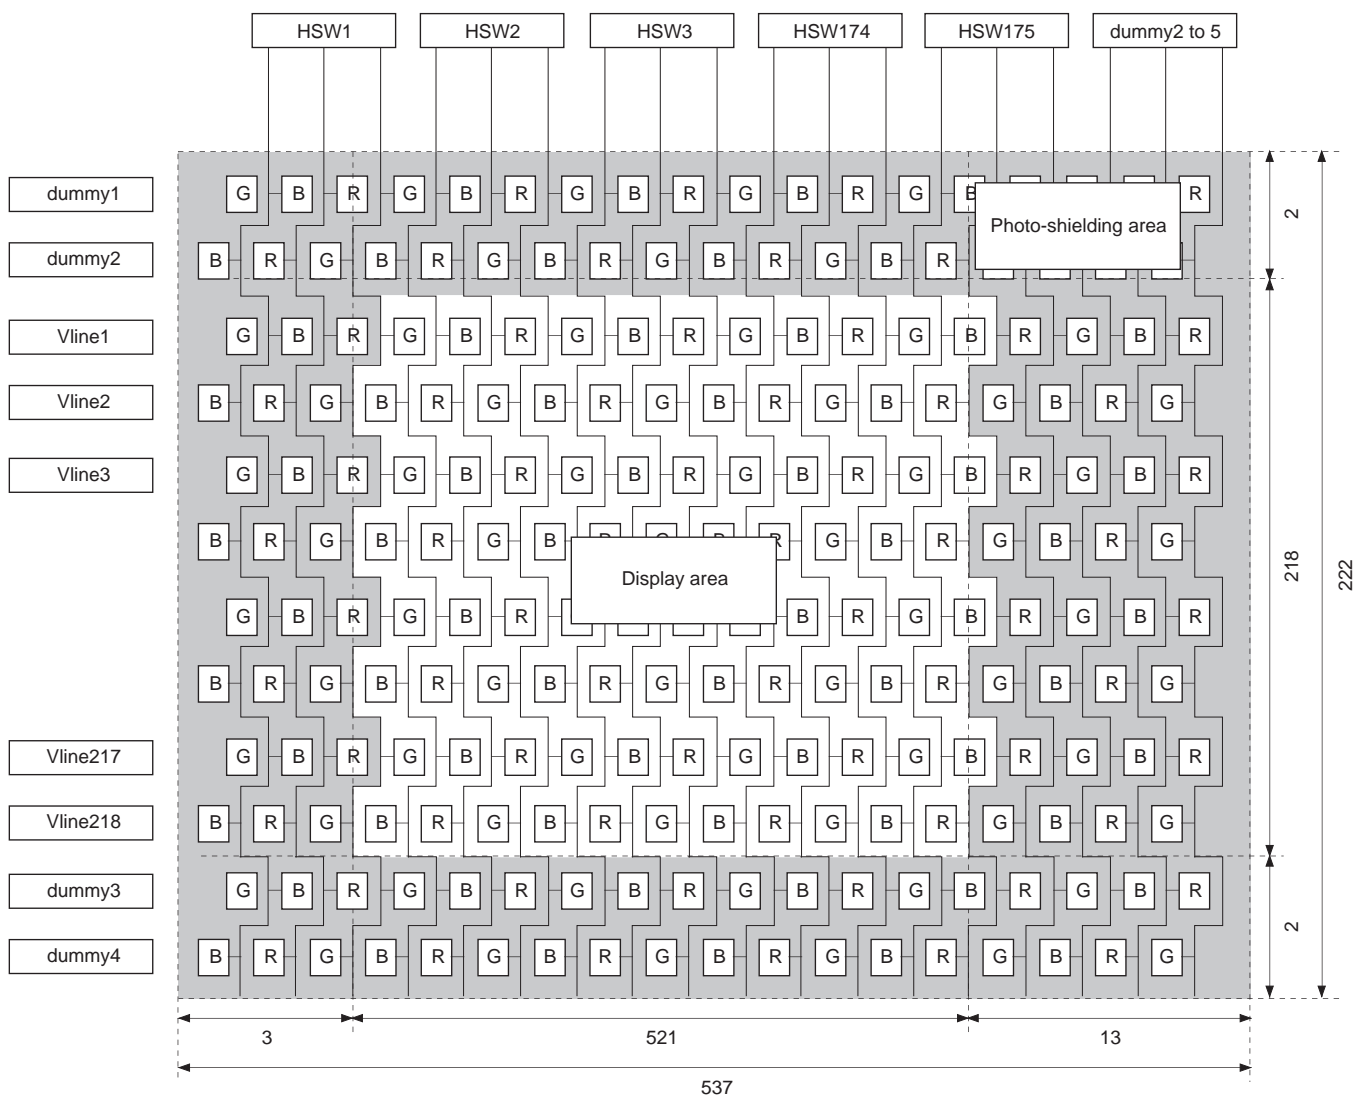 HSW1 HSW2 HSW3 HSW174 HSW175 dummy2 to 5
dummy1 G B R G B R G B R G B R G B R
Photo-shielding area
2
dummy2 B R G B R G B R G B R G B R
Vline1 G B R G B R G B R G B R G B R G B R
Vline2 B R G B R G B R G B R G B R G B R G
Vline3 G B R G B R G B R G B R G B R G B R
B R G B R G B R G B R G B R G
Display area
218
222
G B R G B R B R G B R G B R
B R G B R G B R G B R G B R G B R G
Vline217 G B R G B R G B R G B R G B R G B R
Vline218 B R G B R G B R G B R G B R G B R G
dummy3 G B R G B R G B R G B R G B R G B R
2
dummy4 B R G B R G B R G B R G B R G B R G
3 521 13
537